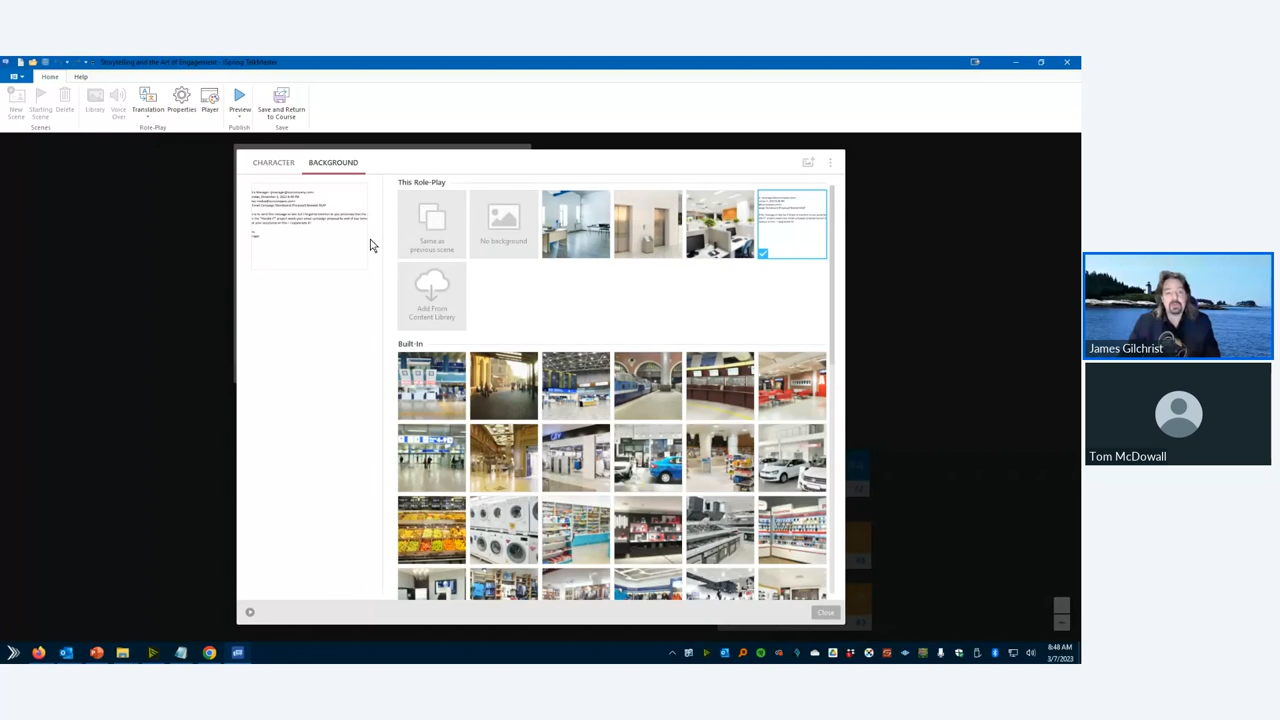 Storytelling and the Art of Engagement - iSpring TalkMaster
Home
Help
New Scene
Starting Scene
Delete
Library
Voice Over
Translation
Properties
Player
Preview
Save and Return to Course
Scenes
Role-Play
Publish
Save
CHARACTER
BACKGROUND
This Role-Play
Same as
previous scene
No background
Add From
Content Library
Built-In
Close
James Gilchrist
Tom McDowall
8:48 AM
3/7/2023